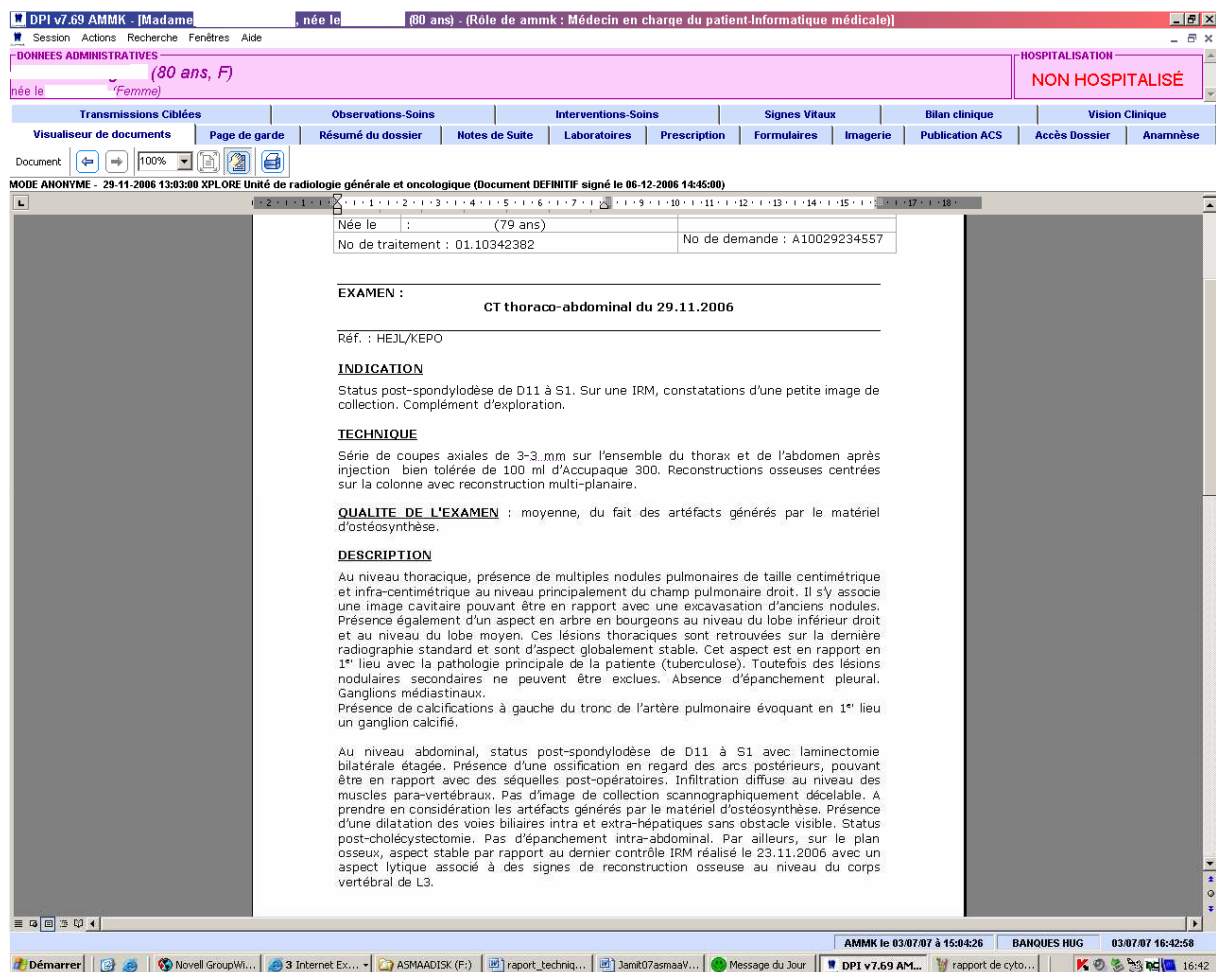 DPI v7.69 AMMK - [Madame , née le (80 ans) - (Rôle de ammk : Médecin en charge du patient-Informatique médicale)]
Session Actions Recherche Fenêtres Aide
DONNEES ADMINISTRATIVES
HOSPITALISATION
(80 ans, F)
NON HOSPITALISÉ
née le (Femme)
Transmissions Ciblées Observations-Soins Interventions-Soins Signes Vitaux Bilan clinique Vision Clinique
Visualiseur de documents Page de garde Résumé du dossier Notes de Suite Laboratoires Prescription Formulaires Imagerie Publication ACS Accès Dossier Anamnèse
Document 100%
MODE ANONYME - 29-11-2006 13:03:00 XPLORE Unité de radiologie générale et oncologique (Document DEFINITIF signé le 06-12-2006 14:45:00)
L 2 1 1 2 3 4 5 6 7 9 10 11 12 13 14 15 17 18
Née le : (79 ans)
No de traitement : 01.10342382 No de demande : A10029234557
EXAMEN :
CT thoraco-abdominal du 29.11.2006
Réf. : HEJL/KEPO
INDICATION
Status post-spondylodèse de D11 à S1. Sur une IRM, constatations d'une petite image de
collection. Complément d'exploration.
TECHNIQUE
Série de coupes axiales de 3-3 mm sur l'ensemble du thorax et de l'abdomen après
injection bien tolérée de 100 ml d'Accupaque 300. Reconstructions osseuses centrées
sur la colonne avec reconstruction multi-planaire.
QUALITE DE L'EXAMEN : moyenne, du fait des artéfacts générés par le matériel
d'ostéosynthèse.
DESCRIPTION
Au niveau thoracique, présence de multiples nodules pulmonaires de taille centimétrique
et infra-centimétrique au niveau principalement du champ pulmonaire droit. Il s'y associe
une image cavitaire pouvant être en rapport avec une excavasation d'anciens nodules.
Présence également d'un aspect en arbre en bourgeons au niveau du lobe inférieur droit
et au niveau du lobe moyen. Ces lésions thoraciques sont retrouvées sur la dernière
radiographie standard et sont d'aspect globalement stable. Cet aspect est en rapport en
1er lieu avec la pathologie principale de la patiente (tuberculose). Toutefois des lésions
nodulaires secondaires ne peuvent être exclues. Absence d'épanchement pleural.
Ganglions médiastinaux.
Présence de calcifications à gauche du tronc de l'artère pulmonaire évoquant en 1er lieu
un ganglion calcifié.
Au niveau abdominal, status post-spondylodèse de D11 à S1 avec laminectomie
bilatérale étagée. Présence d'une ossification en regard des arcs postérieurs, pouvant
être en rapport avec des séquelles post-opératoires. Infiltration diffuse au niveau des
muscles para-vertébraux. Pas d'image de collection scannographiquement décelable. A
prendre en considération les artéfacts générés par le matériel d'ostéosynthèse. Présence
d'une dilatation des voies biliaires intra et extra-hépatiques sans obstacle visible. Status
post-cholécystectomie. Pas d'épanchement intra-abdominal. Par ailleurs, sur le plan
osseux, aspect stable par rapport au dernier contrôle IRM réalisé le 23.11.2006 avec un
aspect lytique associé à des signes de reconstruction osseuse au niveau du corps
vertébral de L3.
AMMK le 03/07/07 à 15:04:26 BANQUES HUG 03/07/07 16:42:58
Démarrer Novell GroupWi... 3 Internet Ex... ASMAADISK (F:) raport_techniq... Jamit07asmaaV... Message du Jour DPI v7.69 AM... rapport de cyto... 16:42